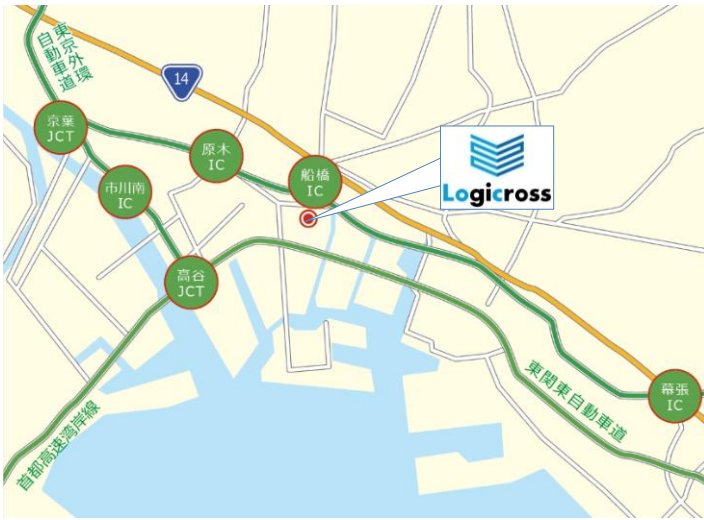 東京外環
自動車道
14
京葉
JCT
原木
IC
船橋
IC
市川南
IC
Logicross
高谷
JCT
東関東自動車道
幕張
IC
首都高速湾岸線